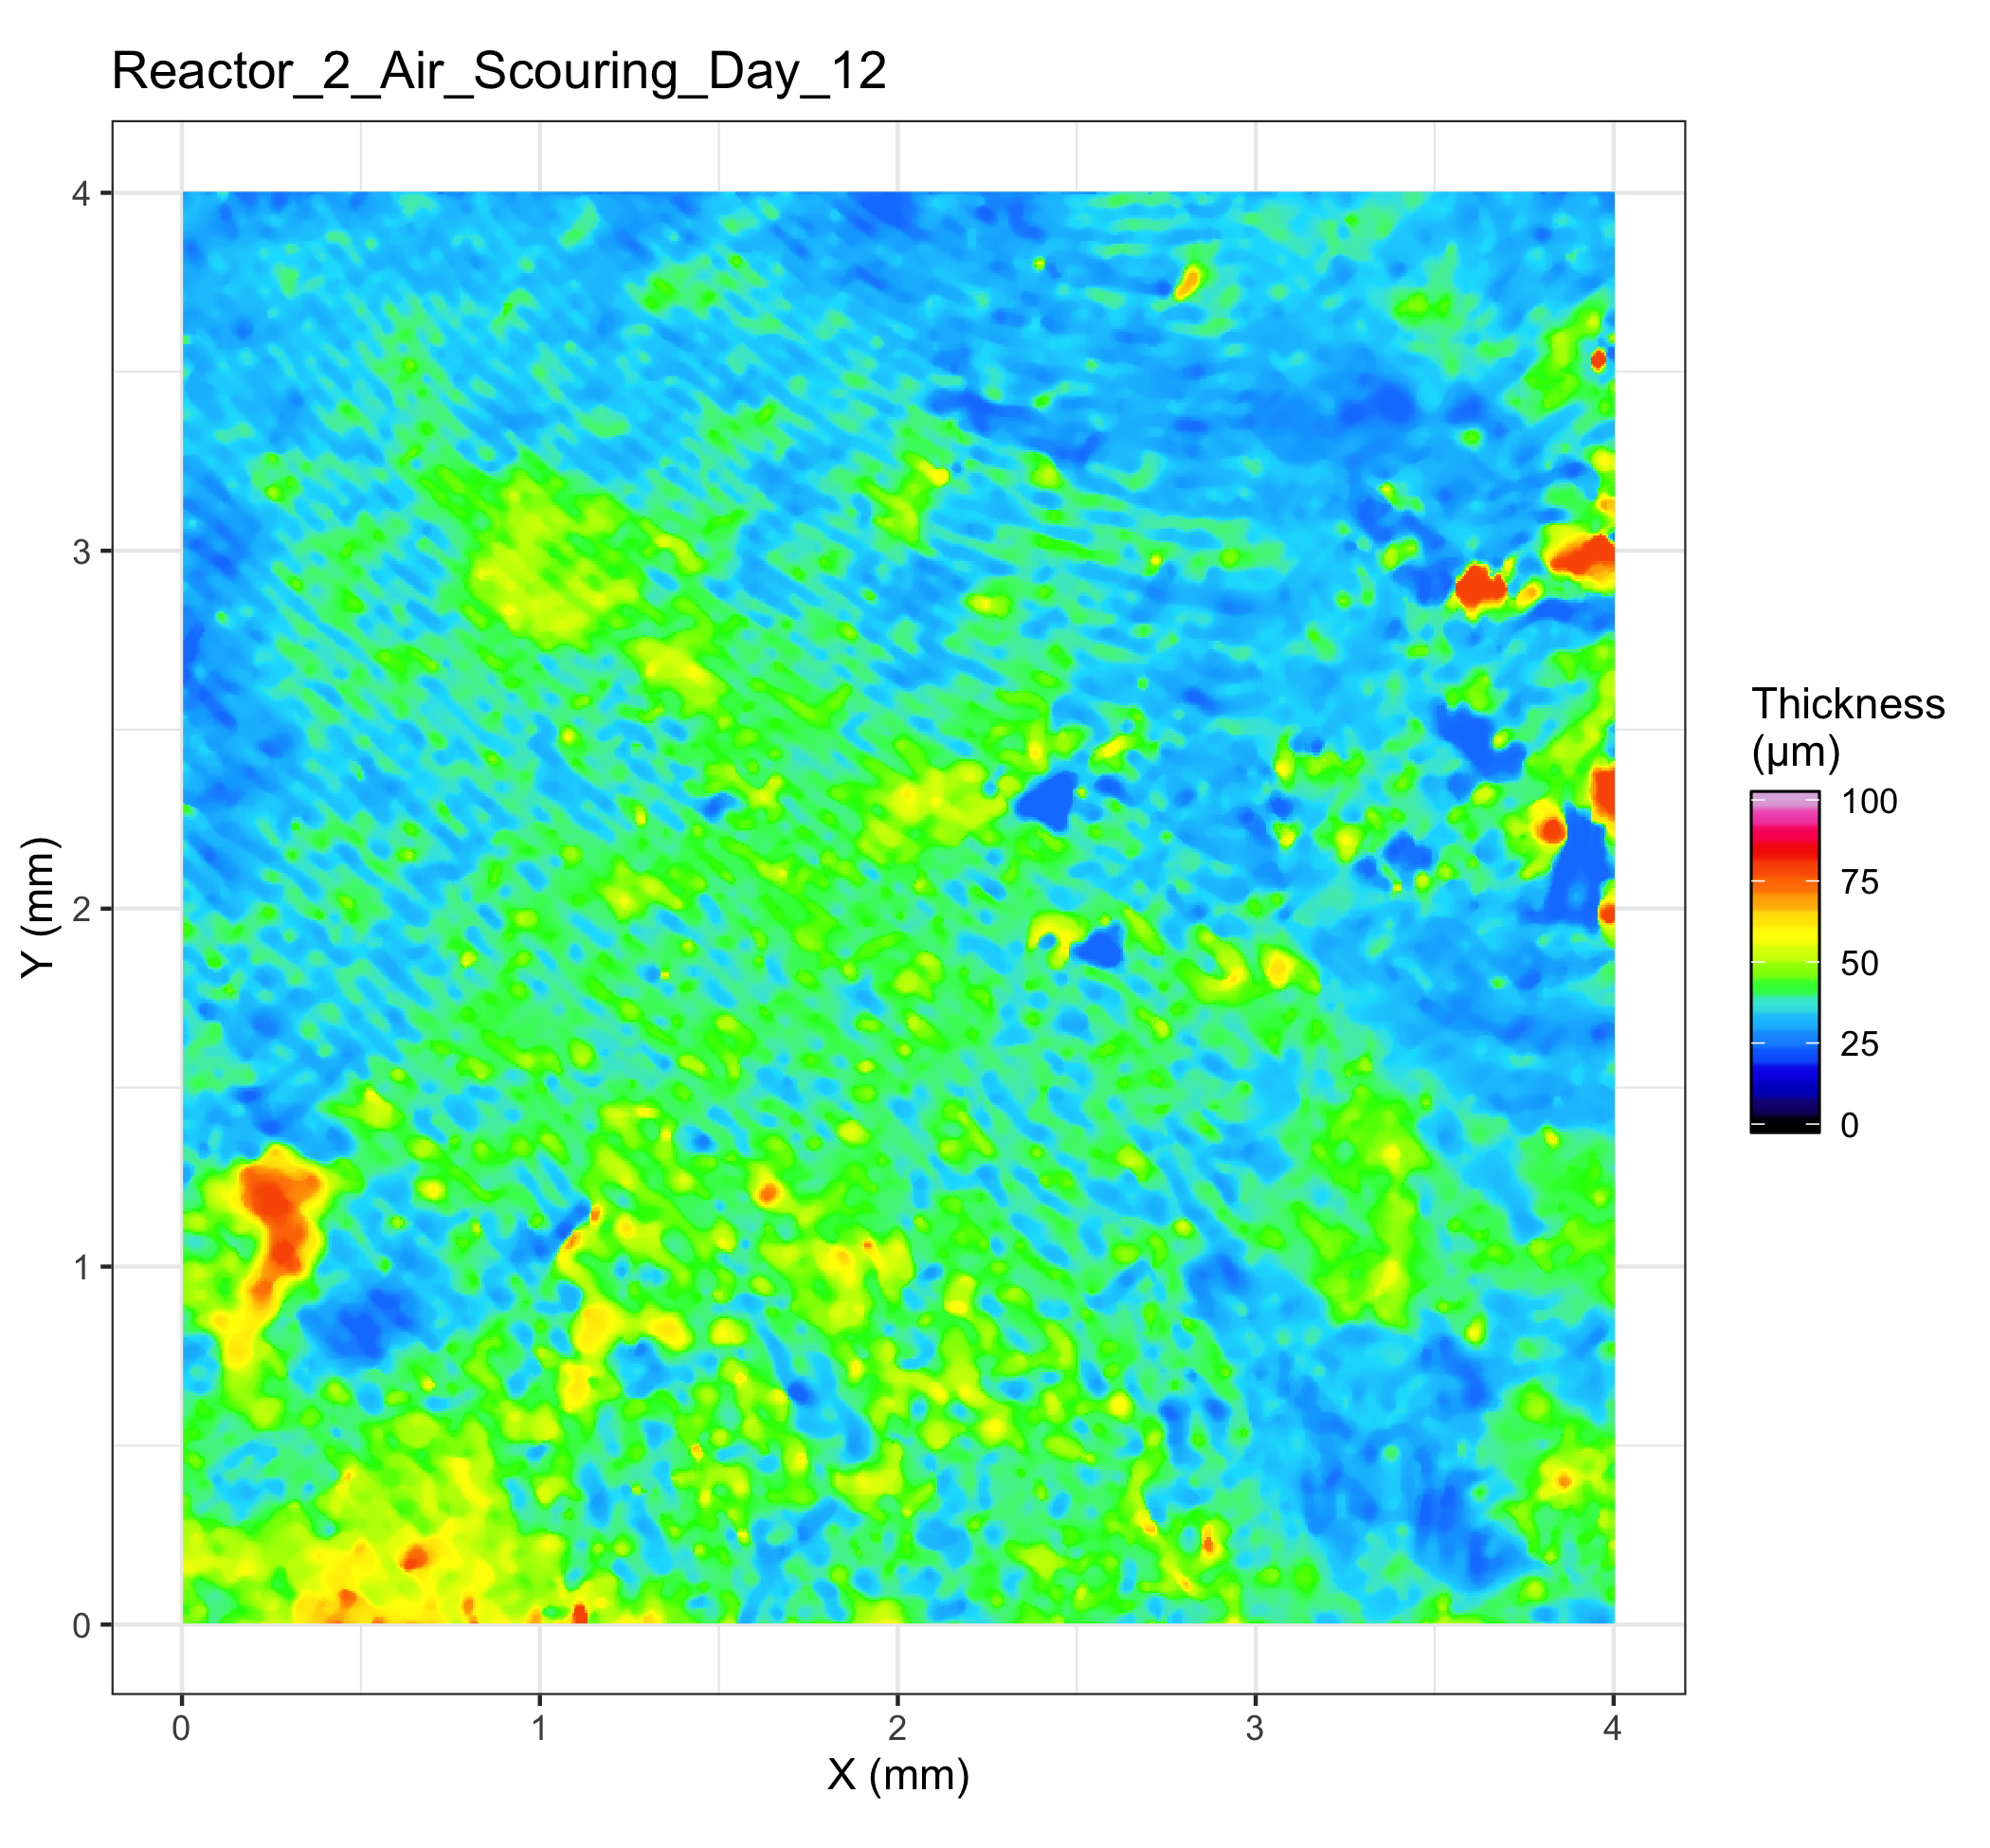 Reactor_2_Air_Scouring_Day_12
4
3
2
1
0
Y (mm)
0 1 2 3 4
X (mm)
Thickness
(μm)
100
75
50
25
0